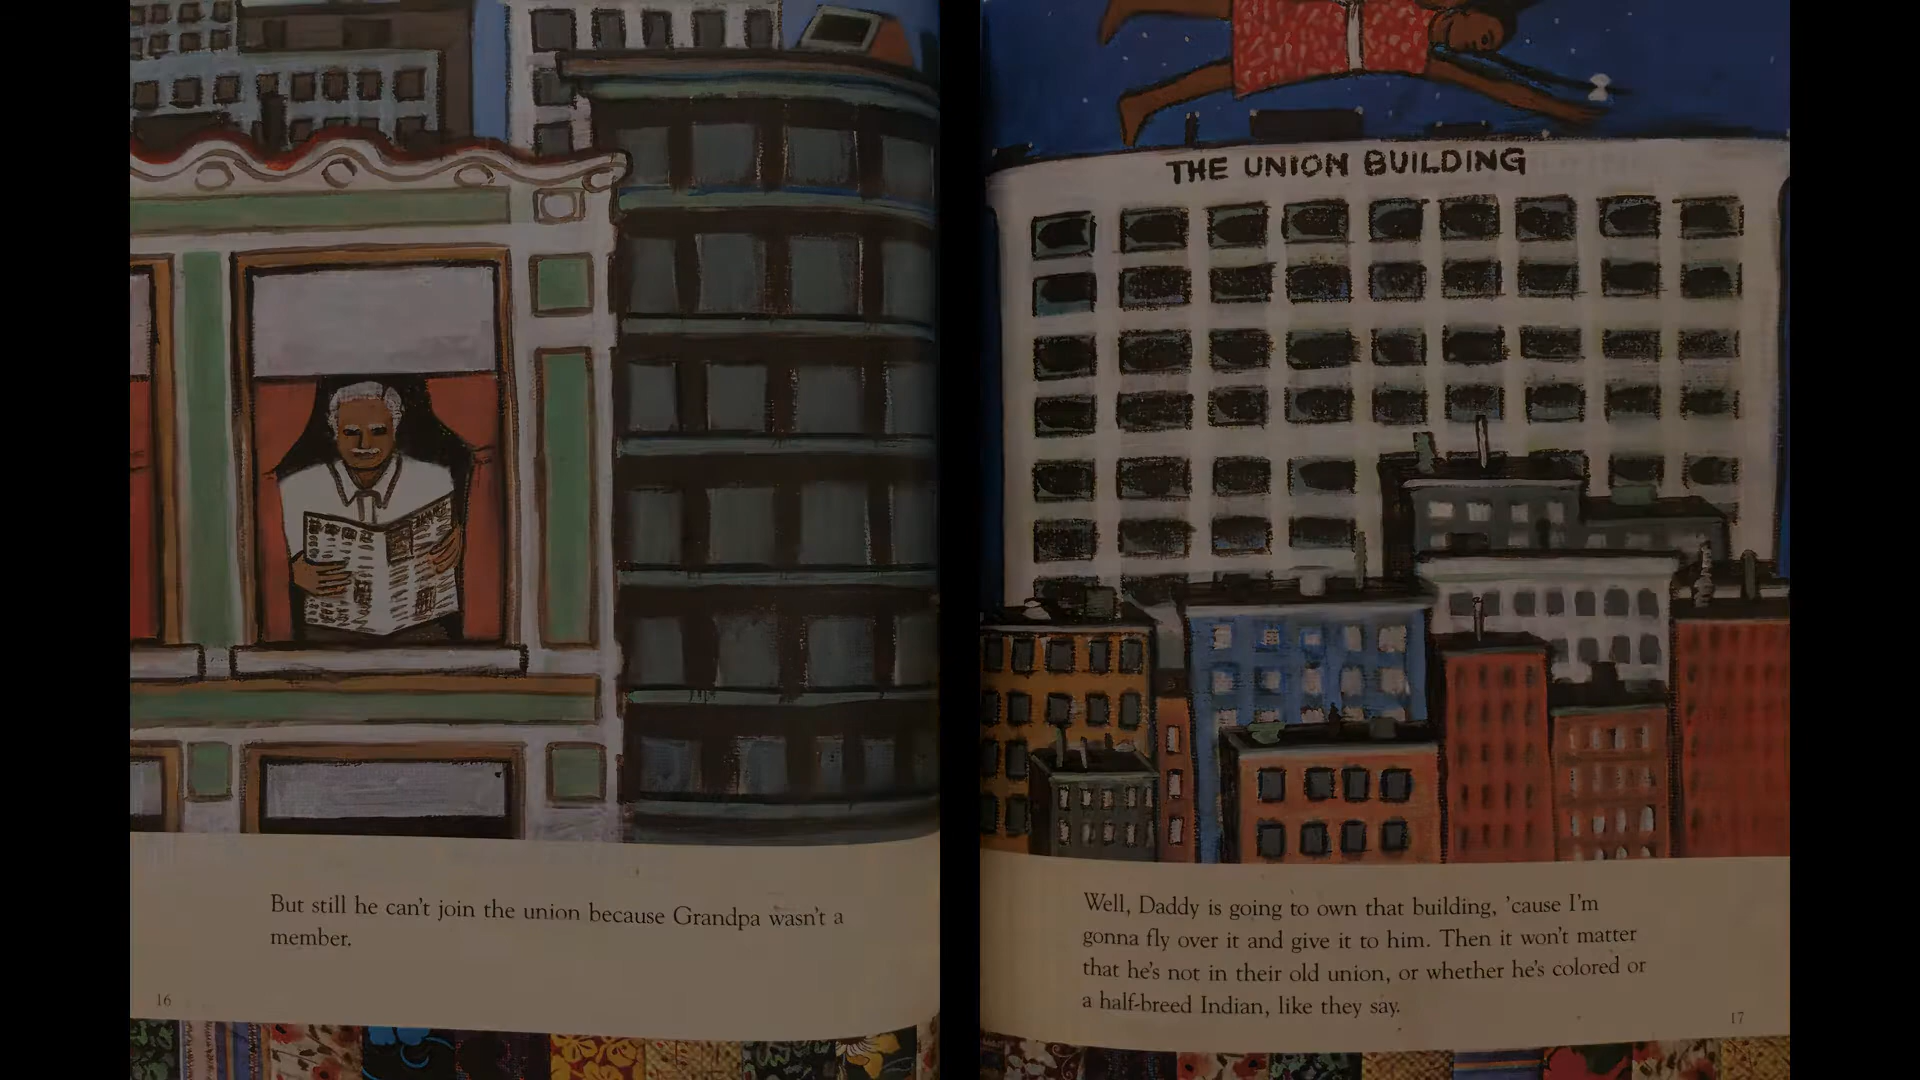 But still he can't join the union because Grandpa wasn't a
member.
16
THE UNION BUILDING
Well, Daddy is going to own that building, 'cause I'm
gonna fly over it and give it to him. Then it won't matter
that he's not in their old union, or whether he's colored or
a half-breed Indian, like they say.
17